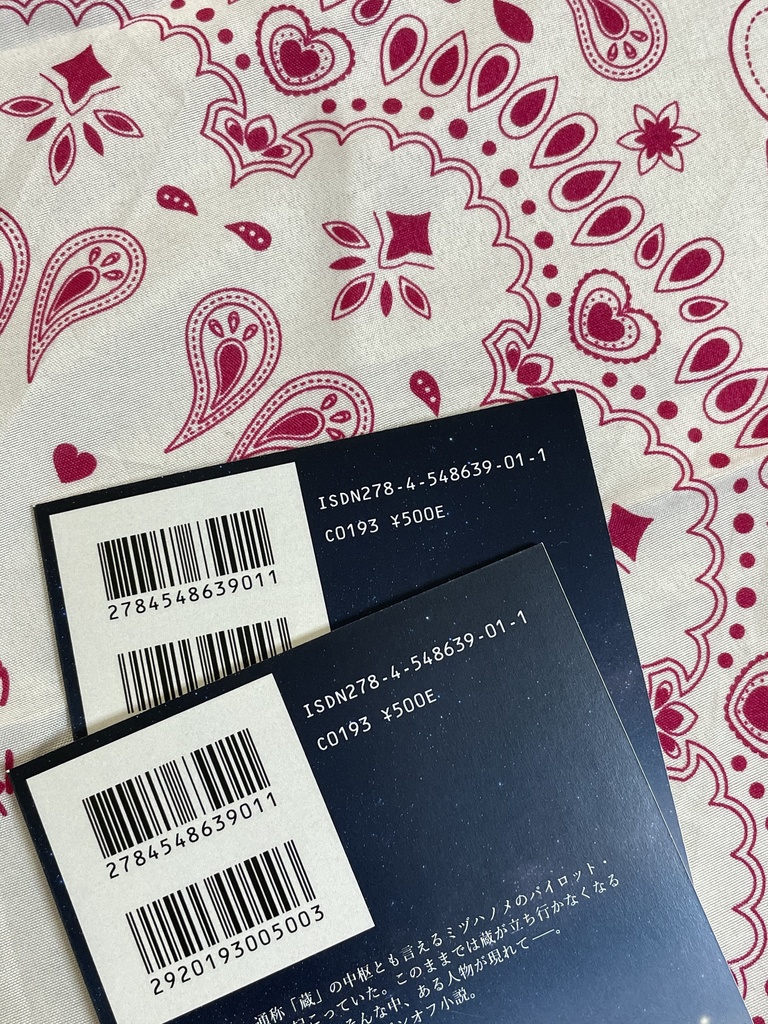 ISDN278-4-548639-01-1
C0193 ¥500E
2784548639011
ISDN278-4-548639-01-1
C0193 ¥500E
2784548639011
2920193005003
通称「蔵」の中枢とも言えるミヅハノメのパイロット・
起こっていた。このままでは蔵が立ち行かなくなる
そんな中、ある人物が現れて──。
オフ小説。